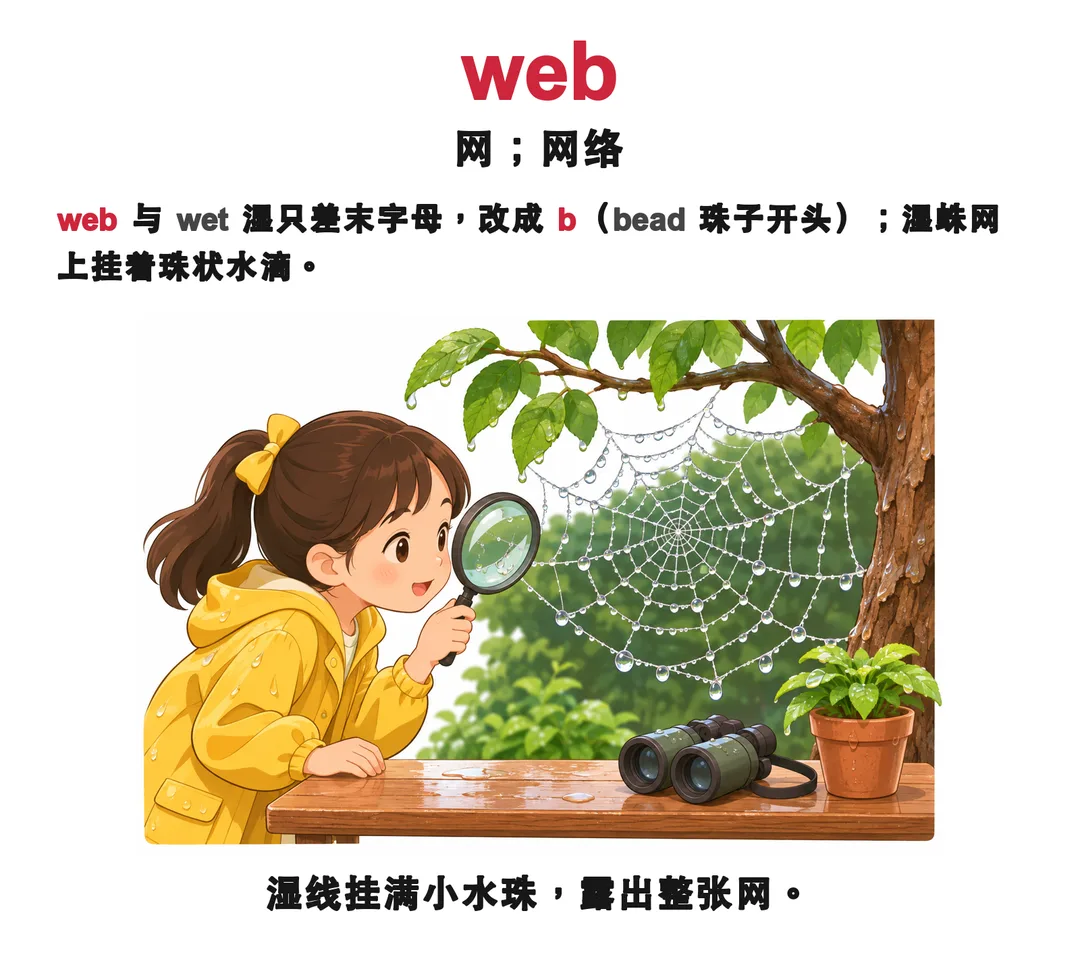 web
网；网络
web 与 wet 湿只差末字母，改成 b（bead 珠子开头）；湿蛛网
上挂着珠状水滴。
湿线挂满小水珠，露出整张网。